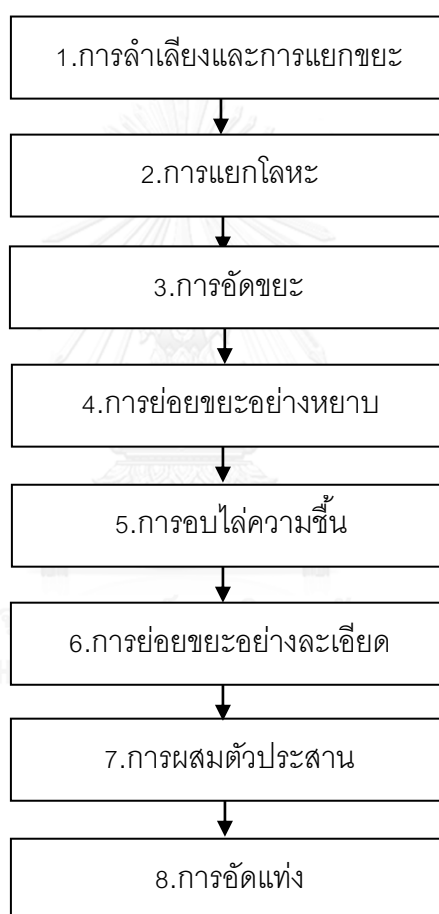 1.การลำเลียงและการแยกขยะ
2.การแยกโลหะ
3.การอัดขยะ
4.การย่อยขยะอย่างหยาบ
5.การอบไล่ความชื้น
6.การย่อยขยะอย่างละเอียด
7.การผสมตัวประสาน
8.การอัดแท่ง